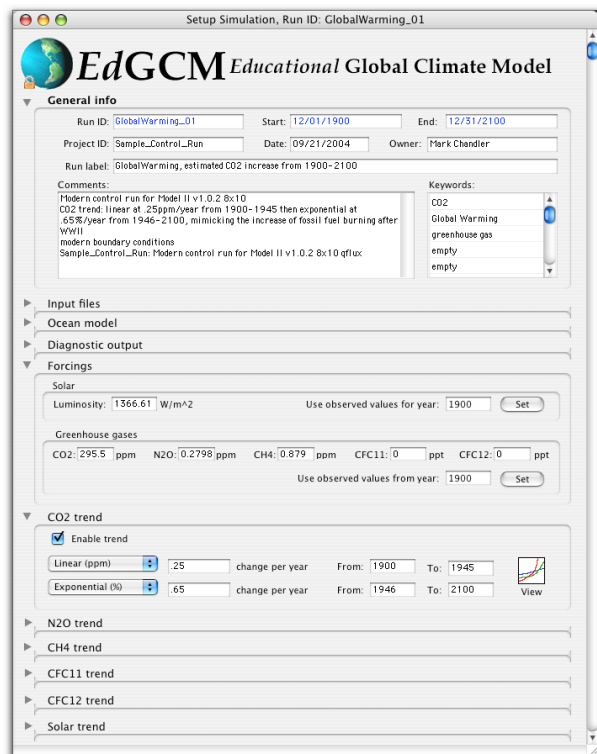 Setup Simulation, Run ID: GlobalWarming_01
EdGCM Educational Global Climate Model
General info
Run ID: GlobalWarming_01 Start: 12/01/1900 End: 12/31/2100
Project ID: Sample_Control_Run Date: 09/21/2004 Owner: Mark Chandler
Run label: GlobalWarming, estimated CO2 increase from 1900-2100
Comments: Keywords:
Modern control run for Model II v1.0.2 8x10
CO2 trend: linear at .25ppm/year from 1900-1945 then exponential at
.65%/year from 1946-2100, mimicking the increase of fossil fuel burning after
WWII
modern boundary conditions
Sample_Control_Run: Modern control run for Model II v1.0.2 8x10 qflux
CO2
Global Warming
greenhouse gas
empty
empty
Input files
Ocean model
Diagnostic output
Forcings
Solar
Luminosity: 1366.61 W/m^2 Use observed values for year: 1900 Set
Greenhouse gases
CO2: 295.5 ppm N2O: 0.2798 ppm CH4: 0.879 ppm CFC11: 0 ppt CFC12: 0 ppt
Use observed values from year: 1900 Set
CO2 trend
Enable trend
Linear (ppm) .25 change per year From: 1900 To: 1945
Exponential (%) .65 change per year From: 1946 To: 2100
View
N2O trend
CH4 trend
CFC11 trend
CFC12 trend
Solar trend